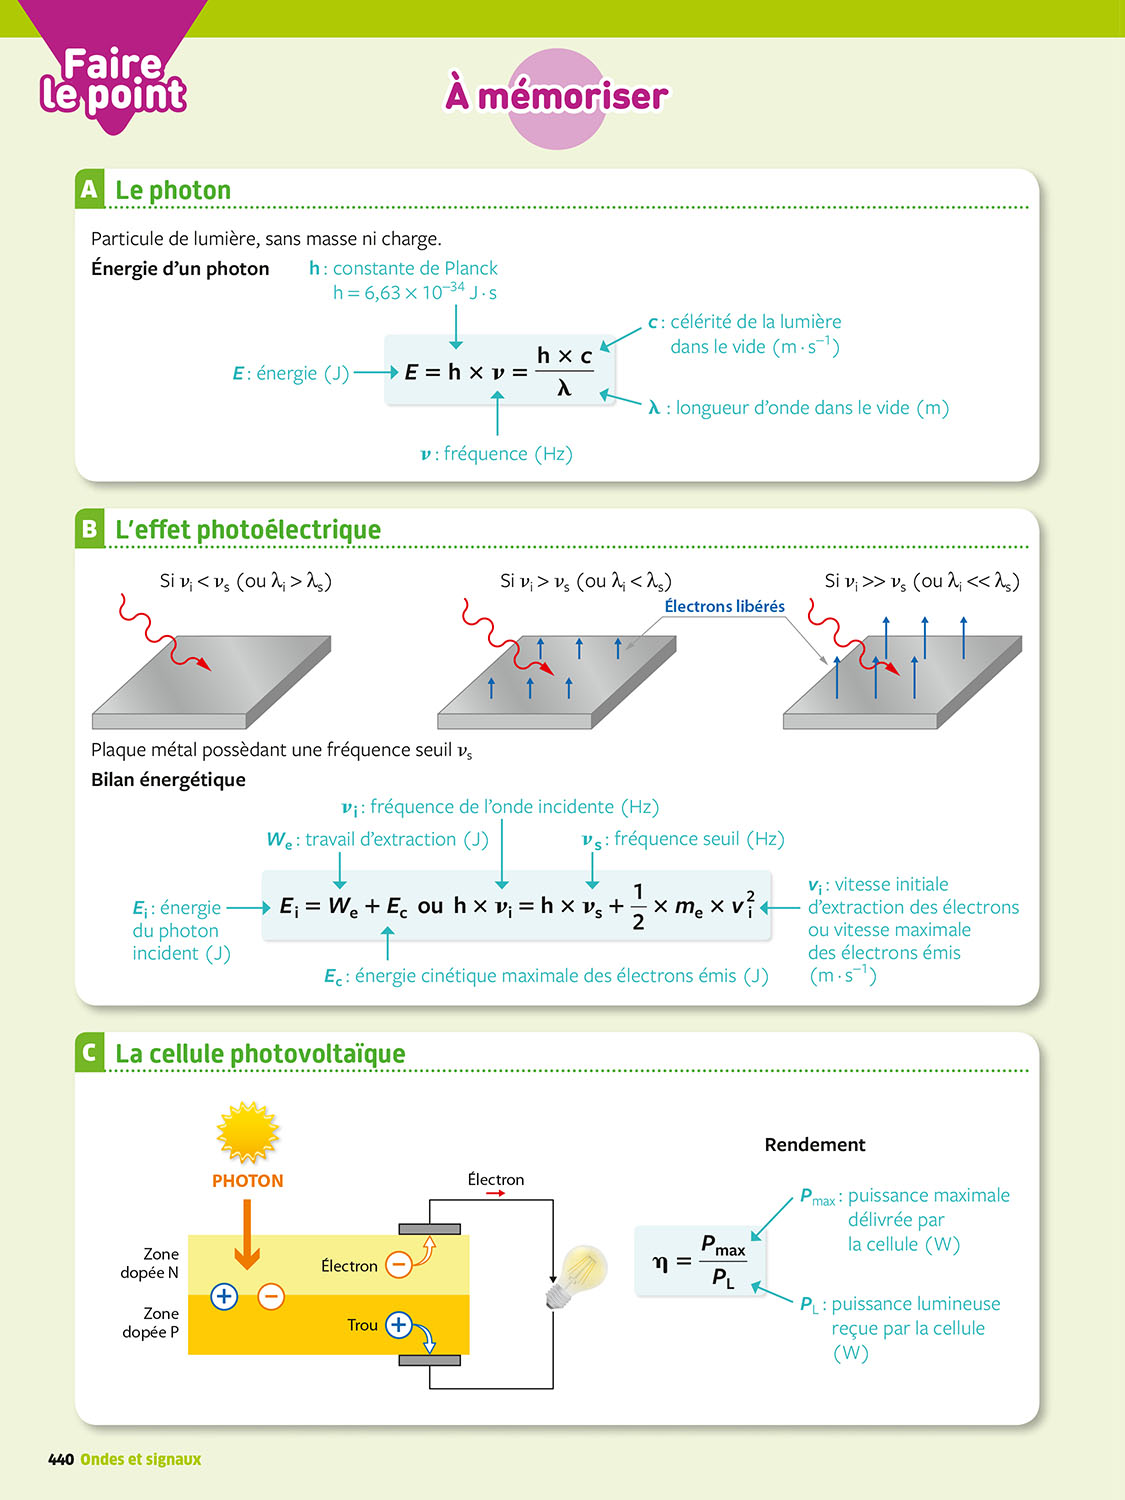 Faire
le point
À mémoriser
A Le photon
Particule de lumière, sans masse ni charge.
Énergie d'un photon
h : constante de Planck
h = 6,63 × 10⁻³⁴ J·s
c : célérité de la lumière
dans le vide (m·s⁻¹)
E : énergie (J)
E = h × ν = (h × c) / λ
λ : longueur d'onde dans le vide (m)
ν : fréquence (Hz)
B L'effet photoélectrique
Si νᵢ < νₛ (ou λᵢ > λₛ)
Si νᵢ > νₛ (ou λᵢ < λₛ)
Si νᵢ >> νₛ (ou λᵢ << λₛ)
Électrons libérés
Plaque métal possèdant une fréquence seuil νₛ
Bilan énergétique
νᵢ : fréquence de l'onde incidente (Hz)
Wₑ : travail d'extraction (J)
νₛ : fréquence seuil (Hz)
Eᵢ : énergie
du photon
incident (J)
Eᵢ = Wₑ + E_c ou h × νᵢ = h × νₛ + 1/2 × mₑ × vᵢ²
vᵢ : vitesse initiale
d'extraction des électrons
ou vitesse maximale
des électrons émis
(m·s⁻¹)
E_c : énergie cinétique maximale des électrons émis (J)
C La cellule photovoltaïque
PHOTON
Électron
Zone
dopée N
Électron −
+ −
Zone
dopée P
Trou +
Rendement
P_max : puissance maximale
délivrée par
la cellule (W)
η = P_max / P_L
P_L : puissance lumineuse
reçue par la cellule
(W)
440 Ondes et signaux